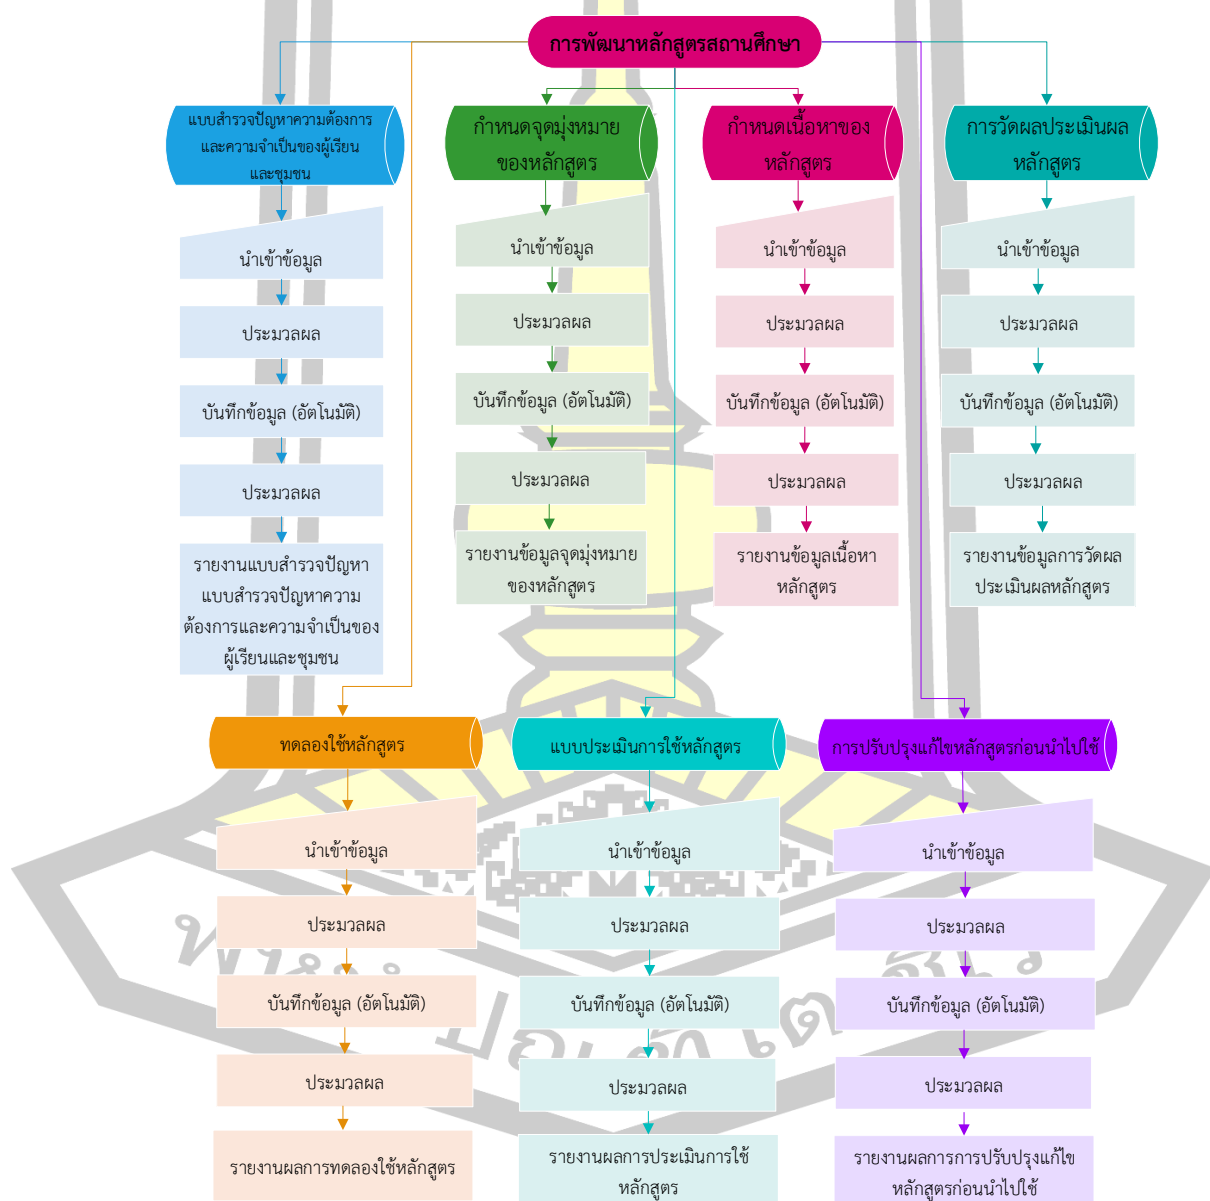 การพัฒนาหลักสูตรสถานศึกษา
แบบสำรวจปัญหาความต้องการ
และความจำเป็นของผู้เรียน
และชุมชน
นำเข้าข้อมูล
ประมวลผล
บันทึกข้อมูล (อัตโนมัติ)
ประมวลผล
รายงานแบบสำรวจปัญหา
แบบสำรวจปัญหาความ
ต้องการและความจำเป็นของ
ผู้เรียนและชุมชน
กำหนดจุดมุ่งหมาย
ของหลักสูตร
นำเข้าข้อมูล
ประมวลผล
บันทึกข้อมูล (อัตโนมัติ)
ประมวลผล
รายงานข้อมูลจุดมุ่งหมาย
ของหลักสูตร
กำหนดเนื้อหาของ
หลักสูตร
นำเข้าข้อมูล
ประมวลผล
บันทึกข้อมูล (อัตโนมัติ)
ประมวลผล
รายงานข้อมูลเนื้อหา
หลักสูตร
การวัดผลประเมินผล
หลักสูตร
นำเข้าข้อมูล
ประมวลผล
บันทึกข้อมูล (อัตโนมัติ)
ประมวลผล
รายงานข้อมูลการวัดผล
ประเมินผลหลักสูตร
ทดลองใช้หลักสูตร
นำเข้าข้อมูล
ประมวลผล
บันทึกข้อมูล (อัตโนมัติ)
ประมวลผล
รายงานผลการทดลองใช้หลักสูตร
แบบประเมินการใช้หลักสูตร
นำเข้าข้อมูล
ประมวลผล
บันทึกข้อมูล (อัตโนมัติ)
ประมวลผล
รายงานผลการประเมินการใช้
หลักสูตร
การปรับปรุงแก้ไขหลักสูตรก่อนนำไปใช้
นำเข้าข้อมูล
ประมวลผล
บันทึกข้อมูล (อัตโนมัติ)
ประมวลผล
รายงานผลการการปรับปรุงแก้ไข
หลักสูตรก่อนนำไปใช้